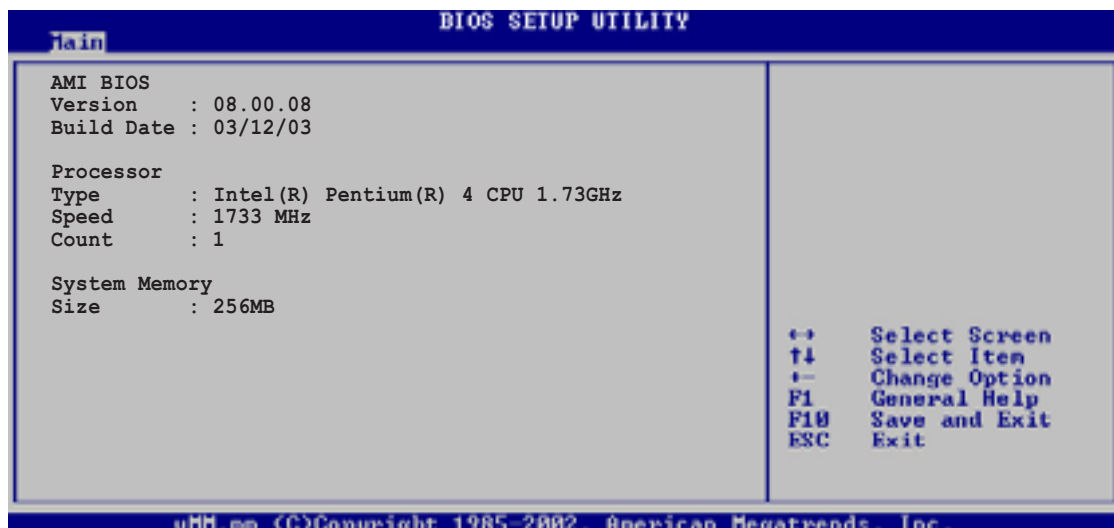 BIOS SETUP UTILITY
Main
AMI BIOS
Version : 08.00.08
Build Date : 03/12/03
Processor
Type : Intel(R) Pentium(R) 4 CPU 1.73GHz
Speed : 1733 MHz
Count : 1
System Memory
Size : 256MB
↔ Select Screen
↑↓ Select Item
+- Change Option
F1 General Help
F10 Save and Exit
ESC Exit
(C)Copyright 1985-2002, American Megatrends, Inc.